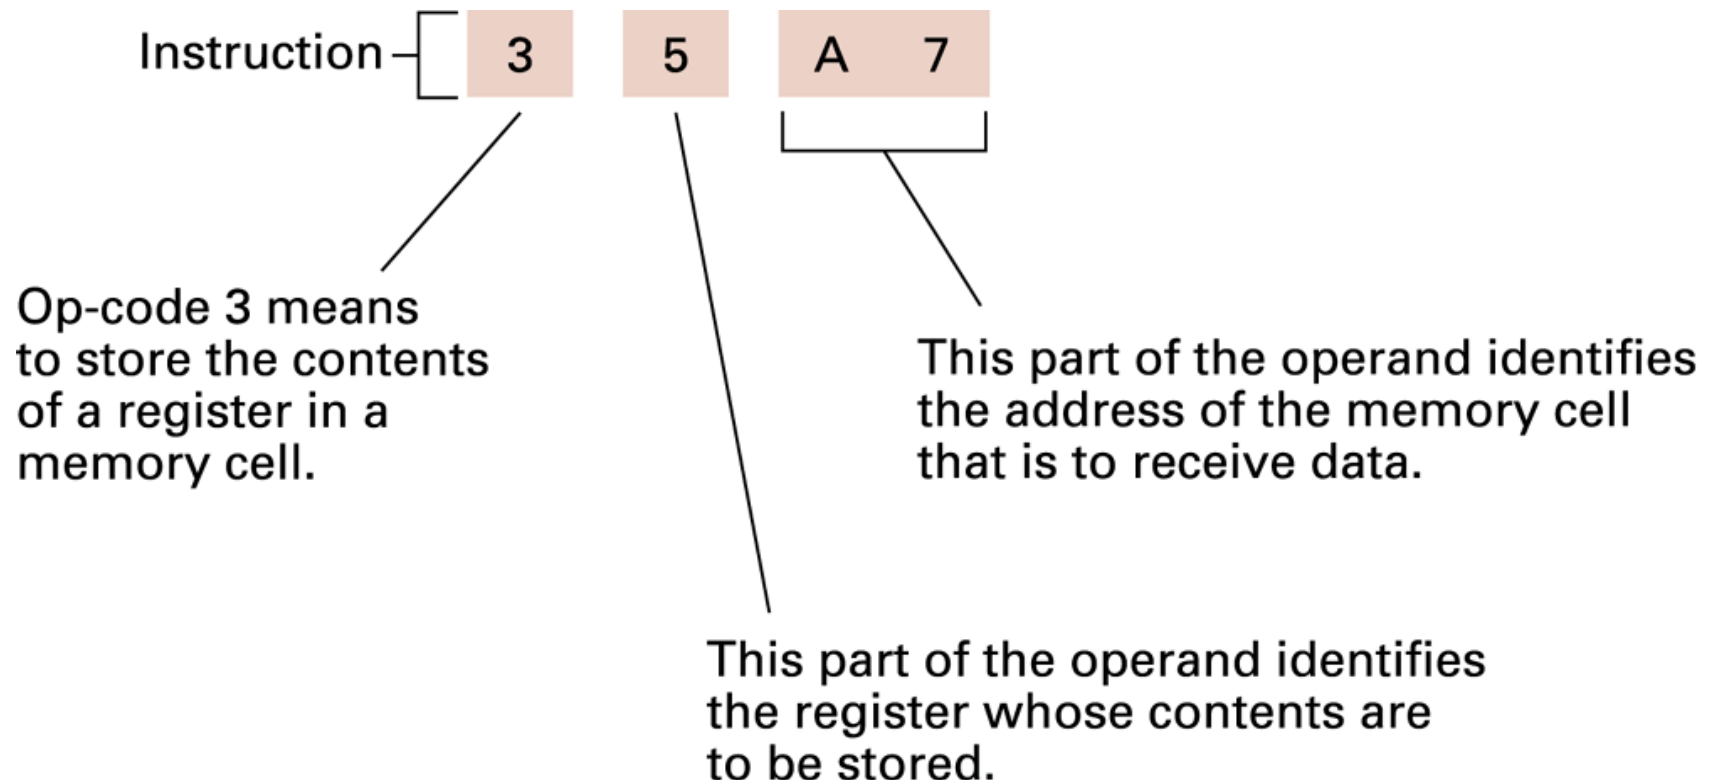 Instruction 3 5 A 7
Op-code 3 means
to store the contents
of a register in a
memory cell.
This part of the operand identifies
the address of the memory cell
that is to receive data.
This part of the operand identifies
the register whose contents are
to be stored.